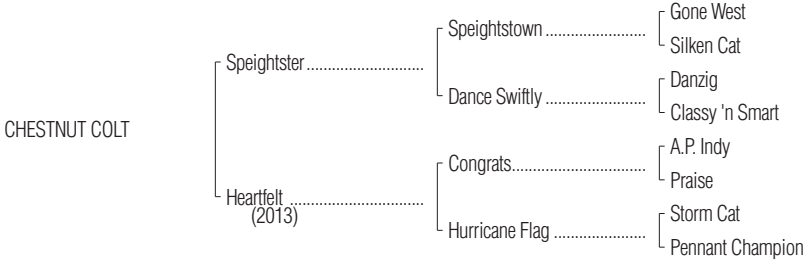 Gone West
Speightstown ........................
Silken Cat
Speightster ............................
Danzig
Dance Swiftly ........................
Classy 'n Smart
CHESTNUT COLT
A.P. Indy
Congrats................................
Praise
Heartfelt ................................
(2013)
Storm Cat
Hurricane Flag ......................
Pennant Champion